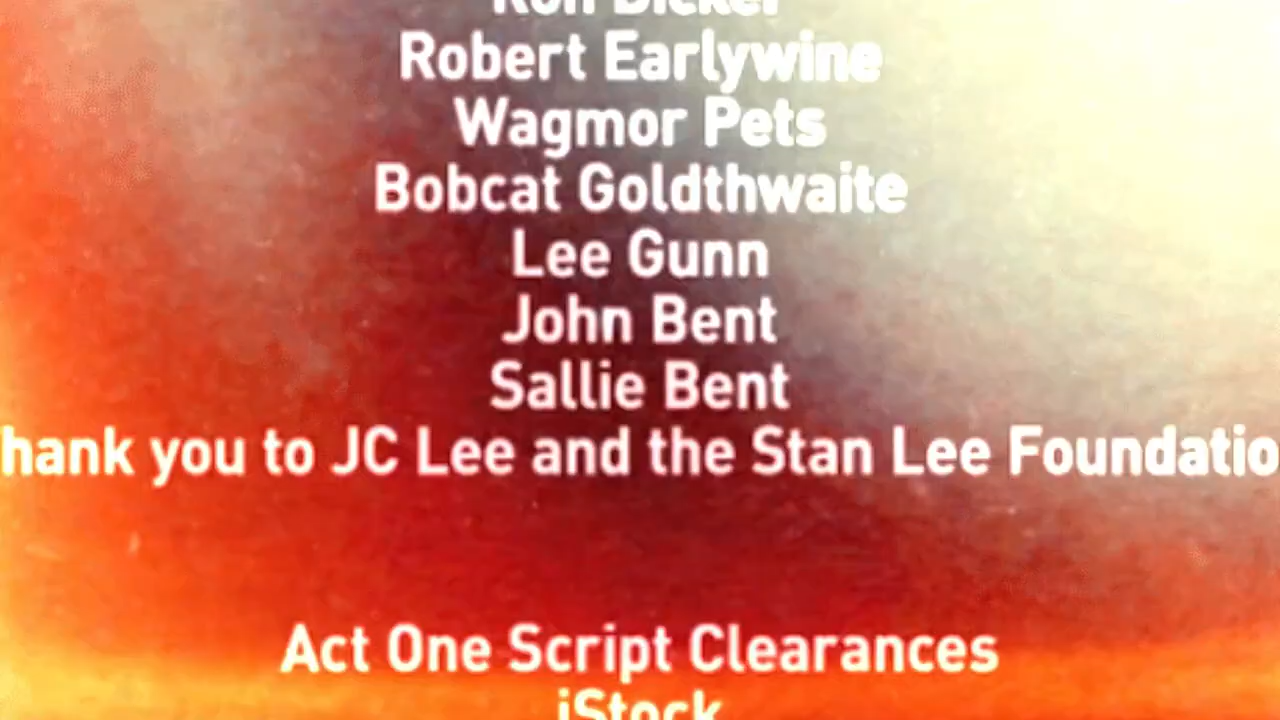 Robert Earlywine
Wagmor Pets
Bobcat Goldthwaite
Lee Gunn
John Bent
Sallie Bent
hank you to JC Lee and the Stan Lee Foundatio
Act One Script Clearances
iStock